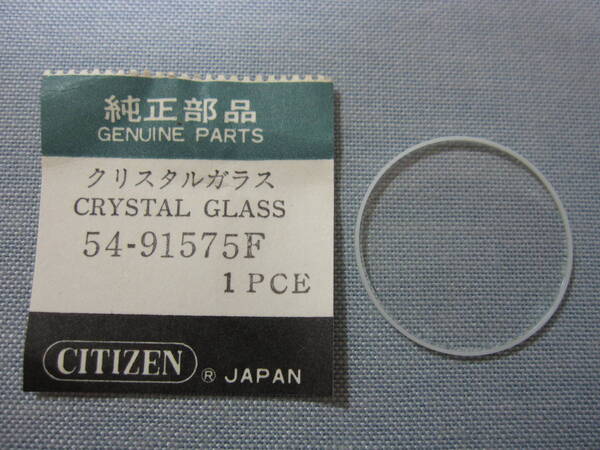 純正部品
GENUINE PARTS
クリスタルガラス
CRYSTAL GLASS
54-91575F
1 PCE
CITIZEN ® JAPAN